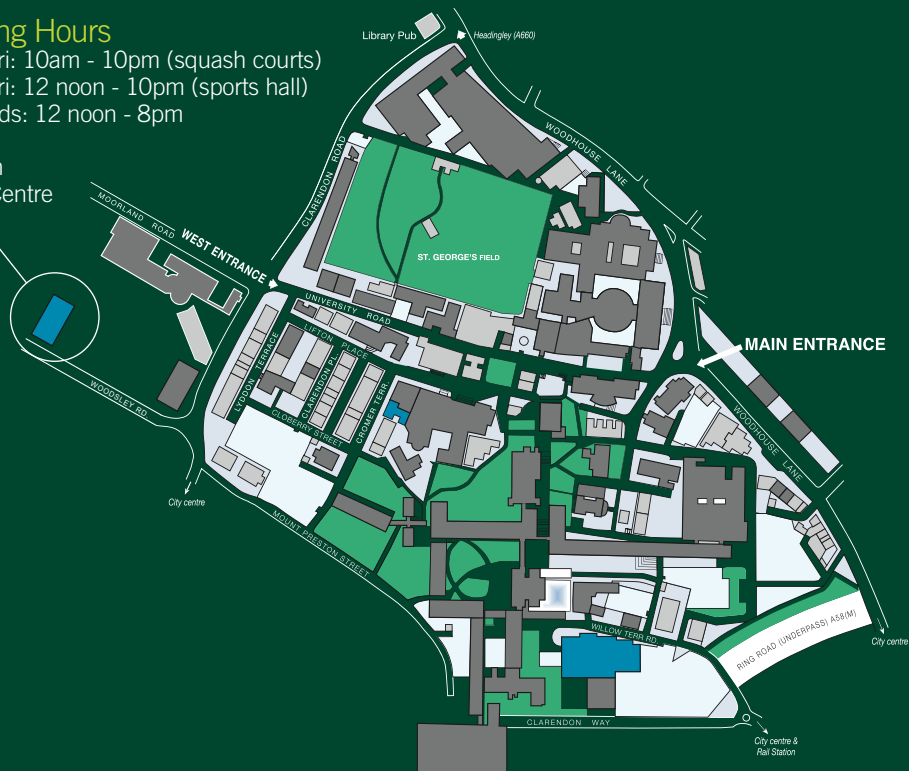 ng Hours
ri: 10am - 10pm (squash courts)
ri: 12 noon - 10pm (sports hall)
ds: 12 noon - 8pm
n
Centre
Library Pub
Headingley (A660)
WOODHOUSE LANE
CLARENDON ROAD
MOORLAND ROAD
WEST ENTRANCE
ST. GEORGE'S FIELD
UNIVERSITY ROAD
LIFTON PLACE
MAIN ENTRANCE
LYDDON TERRACE
CLARENDON PL.
CROMER TERR.
WOODSLEY RD
CLOBERRY STREET
WOODHOUSE LANE
City centre
MOUNT PRESTON STREET
WILLOW TERR RD.
RING ROAD (UNDERPASS) A58(M)
City centre
CLARENDON WAY
City centre &
Rail Station